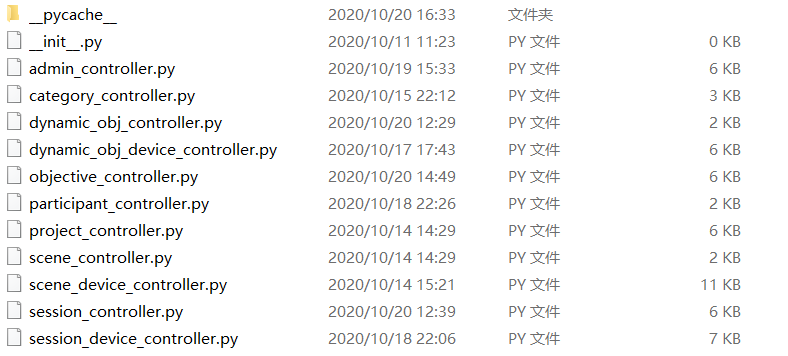 __pycache__ 2020/10/20 16:33 文件夹
__init__.py 2020/10/11 11:23 PY 文件 0 KB
admin_controller.py 2020/10/19 15:33 PY 文件 6 KB
category_controller.py 2020/10/15 22:12 PY 文件 3 KB
dynamic_obj_controller.py 2020/10/20 12:29 PY 文件 2 KB
dynamic_obj_device_controller.py 2020/10/17 17:43 PY 文件 6 KB
objective_controller.py 2020/10/20 14:49 PY 文件 6 KB
participant_controller.py 2020/10/18 22:26 PY 文件 2 KB
project_controller.py 2020/10/14 14:29 PY 文件 6 KB
scene_controller.py 2020/10/14 14:29 PY 文件 2 KB
scene_device_controller.py 2020/10/14 15:21 PY 文件 11 KB
session_controller.py 2020/10/20 12:39 PY 文件 6 KB
session_device_controller.py 2020/10/18 22:06 PY 文件 7 KB